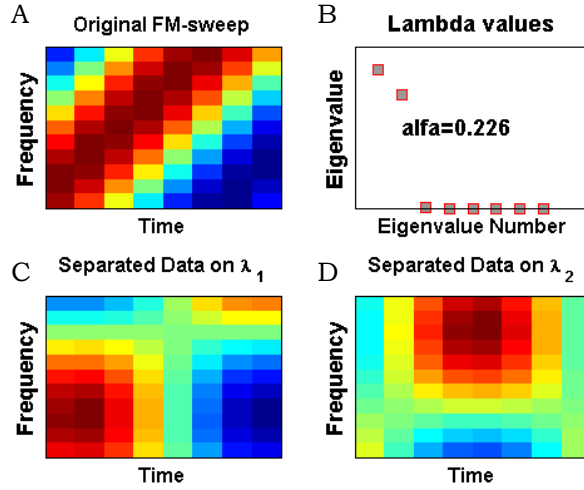 A
Original FM-sweep
Frequency
Time
B
Lambda values
Eigenvalue
alfa=0.226
Eigenvalue Number
C
Separated Data on λ1
Frequency
Time
D
Separated Data on λ2
Frequency
Time